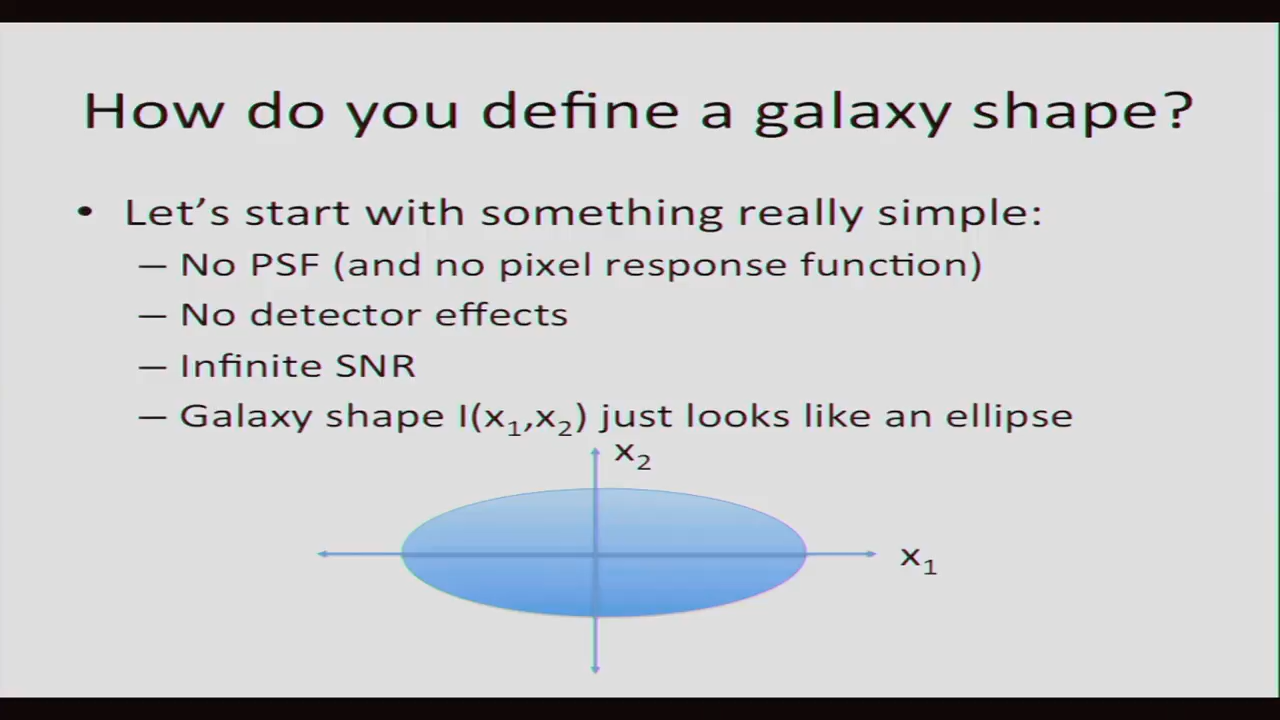 How do you define a galaxy shape?
• Let’s start with something really simple:
— No PSF (and no pixel response function)
— No detector effects
— Infinite SNR
— Galaxy shape I(x₁,x₂) just looks like an ellipse
x₂
x₁